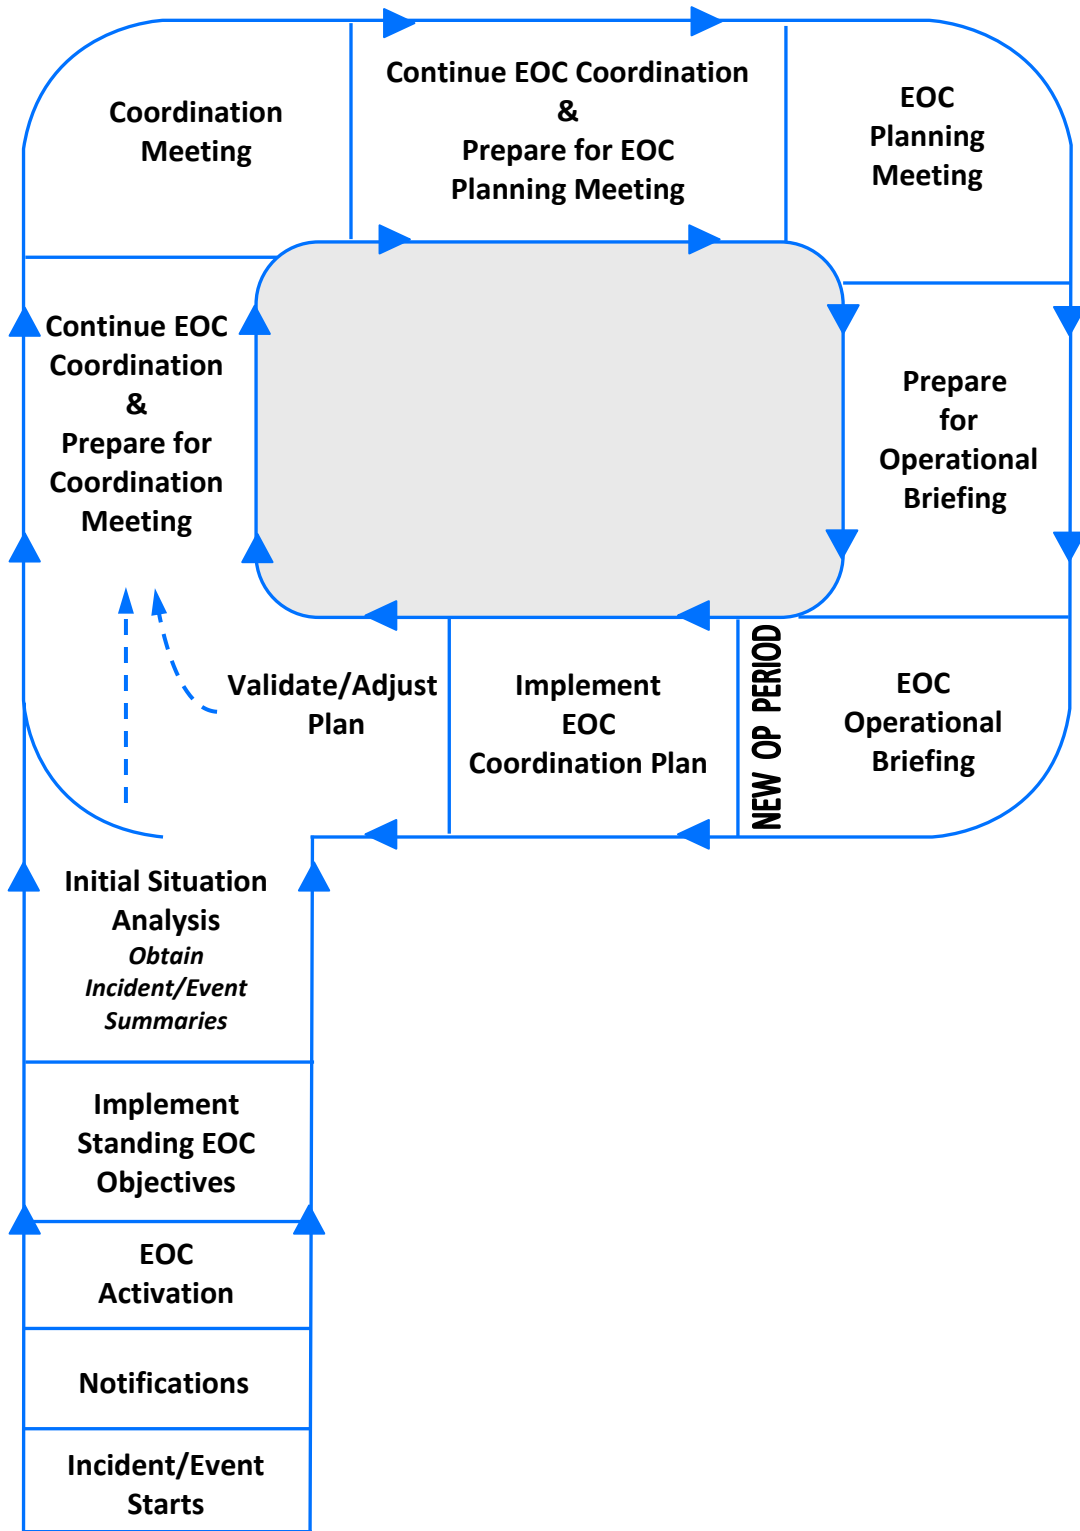 Coordination
Meeting
Continue EOC Coordination
&
Prepare for EOC
Planning Meeting
EOC
Planning
Meeting
Continue EOC
Coordination
&
Prepare for
Coordination
Meeting
Prepare
for
Operational
Briefing
Validate/Adjust
Plan
Implement
EOC
Coordination Plan
NEW OP PERIOD
EOC
Operational
Briefing
Initial Situation
Analysis
Obtain
Incident/Event
Summaries
Implement
Standing EOC
Objectives
EOC
Activation
Notifications
Incident/Event
Starts